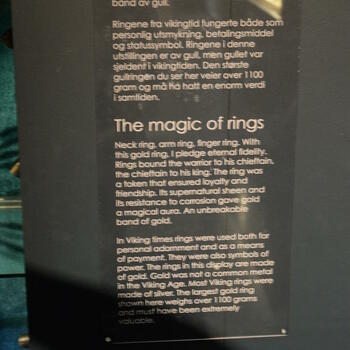 bånd av gull.
Ringene fra vikingtid fungerte både som
personlig utsmykning, betalingsmiddel
og statussymbol. Ringene i denne
utstillingen er av gull, men gullet var
sjeldent i vikingtiden. Den største
gullringen du ser her veier over 1100
gram og må ha hatt en enorm verdi
i samtiden.
The magic of rings
Neck ring, arm ring, finger ring. With
this gold ring, I pledge eternal fidelity.
Rings bound the warrior to his chieftain,
the chieftain to his king. The ring was
a token that ensured loyalty and
friendship. Its supernatural sheen and
its resistance to corrosion gave gold
a magical aura. An unbreakable
band of gold.
In Viking times rings were used both for
personal adornment and as a means
of payment. They were also symbols of
power. The rings in this display are made
of gold. Gold was not a common metal
in the Viking Age. Most Viking rings were
made of silver. The largest gold ring
shown here weighs over 1100 grams
and must have been extremely
valuable.